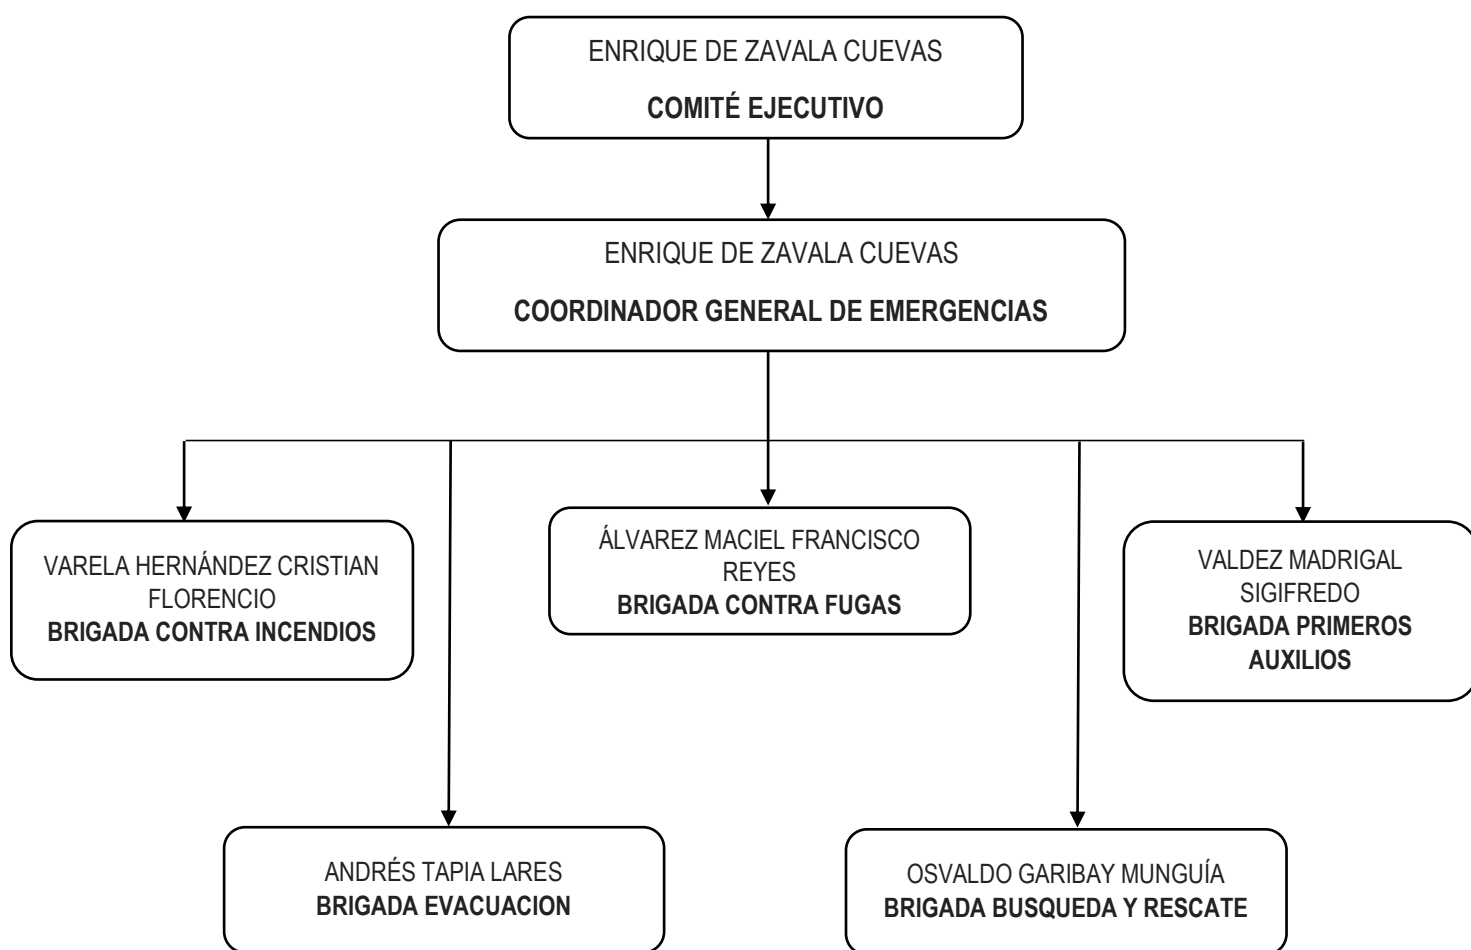 ENRIQUE DE ZAVALA CUEVAS
COMITÉ EJECUTIVO
ENRIQUE DE ZAVALA CUEVAS
COORDINADOR GENERAL DE EMERGENCIAS
VARELA HERNÁNDEZ CRISTIAN
FLORENCIO
BRIGADA CONTRA INCENDIOS
ÁLVAREZ MACIEL FRANCISCO
REYES
BRIGADA CONTRA FUGAS
VALDEZ MADRIGAL
SIGIFREDO
BRIGADA PRIMEROS
AUXILIOS
ANDRÉS TAPIA LARES
BRIGADA EVACUACION
OSVALDO GARIBAY MUNGUÍA
BRIGADA BUSQUEDA Y RESCATE